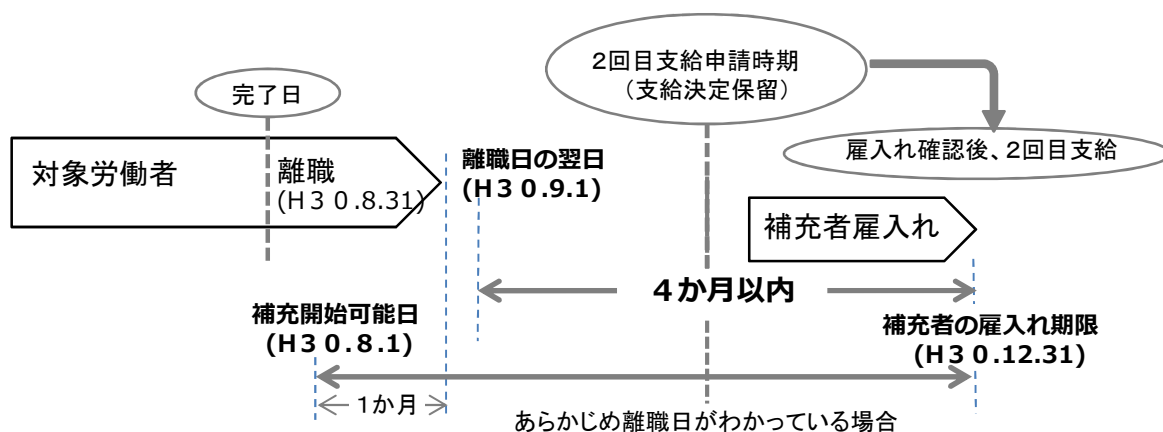 2回目支給申請時期
(支給決定保留)
完了日
雇入れ確認後、2回目支給
対象労働者
離職
(H30.8.31)
離職日の翌日
(H30.9.1)
補充者雇入れ
4か月以内
補充開始可能日
(H30.8.1)
補充者の雇入れ期限
(H30.12.31)
1か月
あらかじめ離職日がわかっている場合